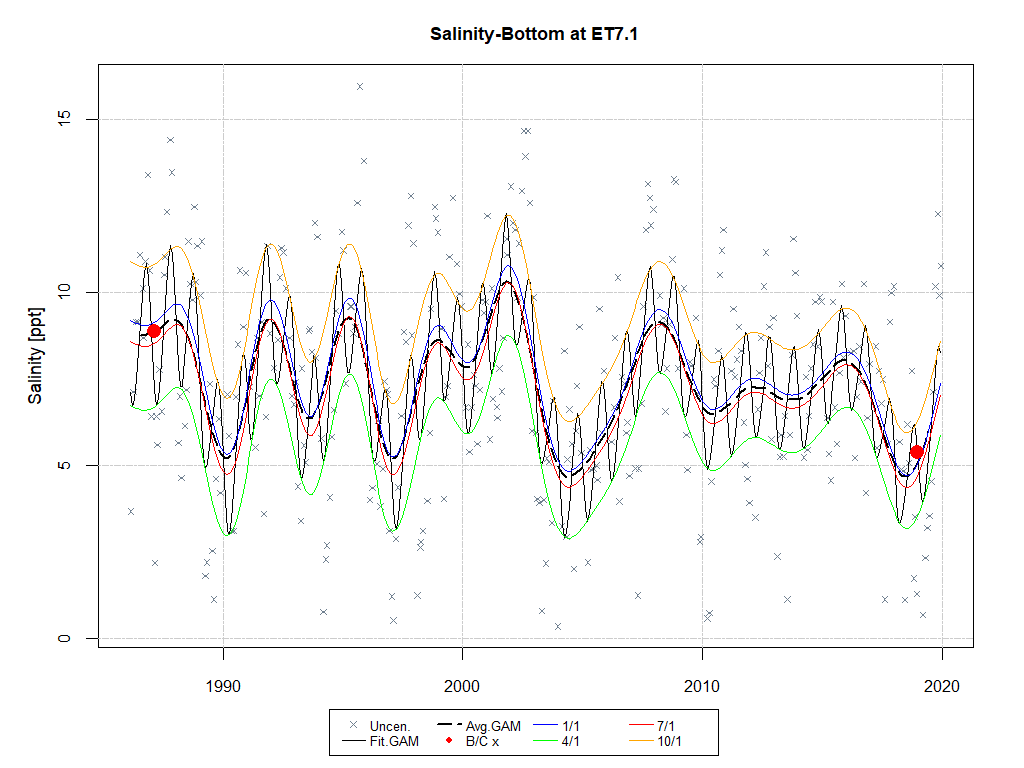 Salinity-Bottom at ET7.1
Salinity [ppt]
15
10
5
0
1990 2000 2010 2020
Uncen. Avg.GAM 1/1 7/1
Fit.GAM B/C x 4/1 10/1